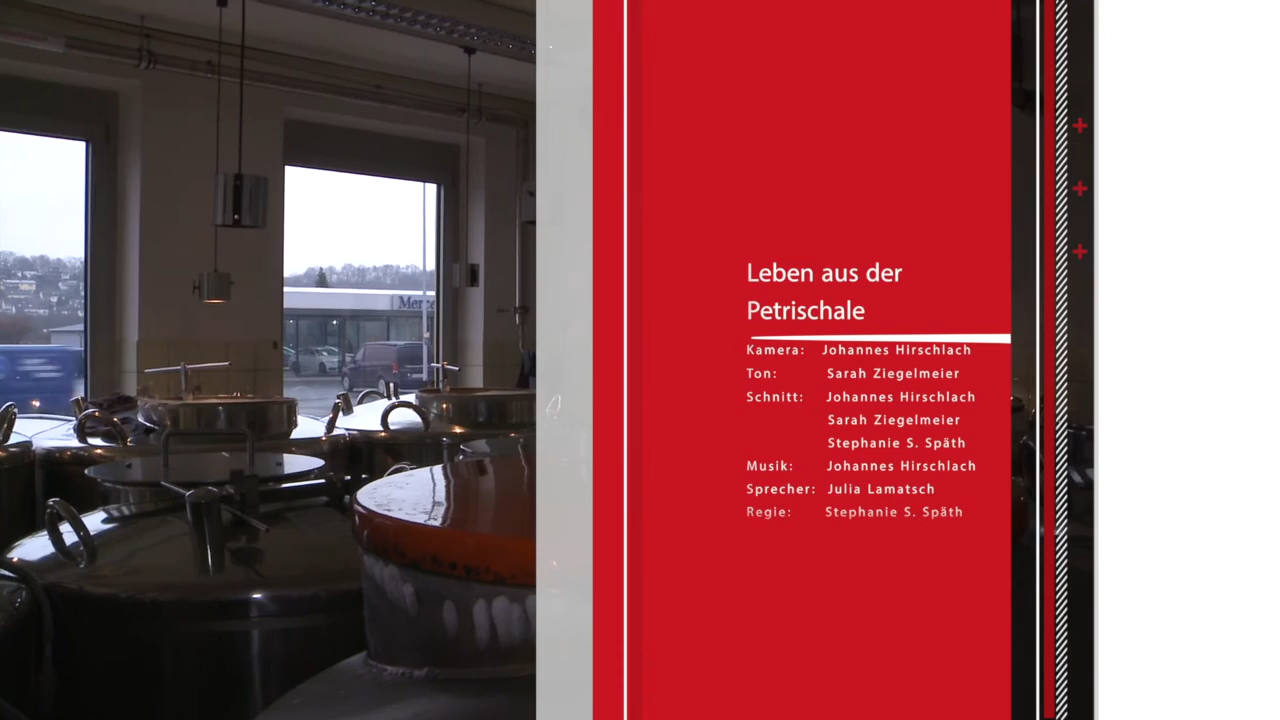 Leben aus der
Petrischale
Kamera: Johannes Hirschlach
Ton: Sarah Ziegelmeier
Schnitt: Johannes Hirschlach
Sarah Ziegelmeier
Stephanie S. Späth
Musik: Johannes Hirschlach
Sprecher: Julia Lamatsch
Regie: Stephanie S. Späth